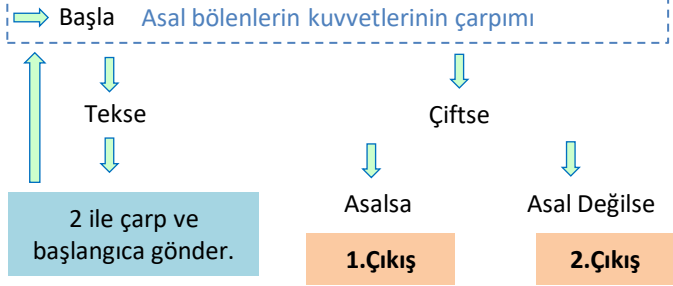 Başla Asal bölenlerin kuvvetlerinin çarpımı
Tekse
Çiftse
2 ile çarp ve
başlangıca gönder.
Asalsa
Asal Değilse
1.Çıkış
2.Çıkış